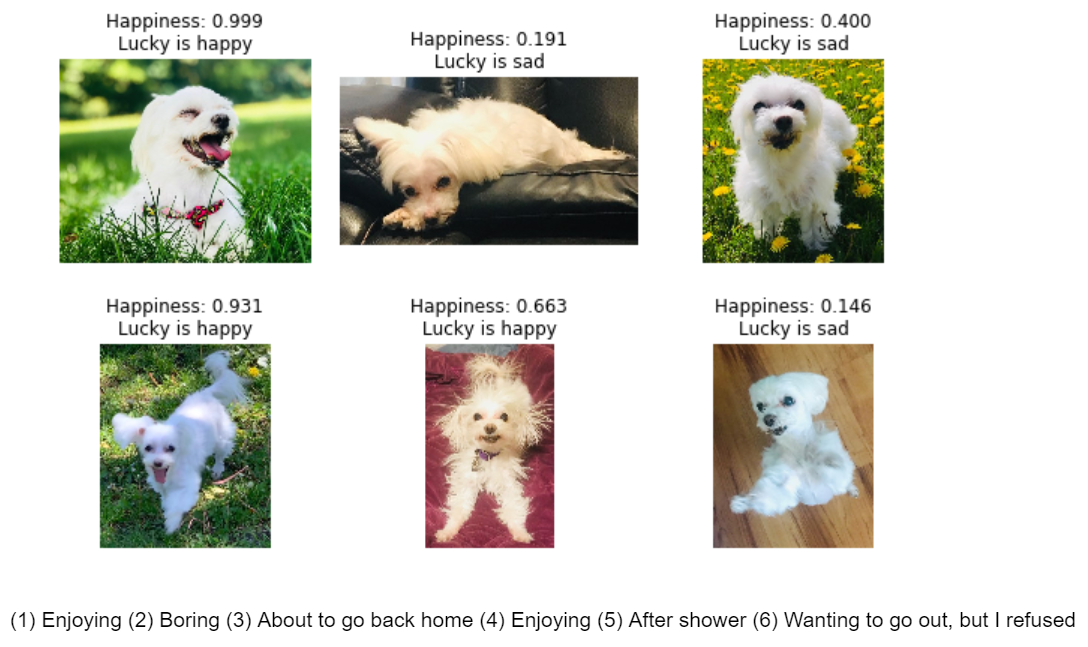 Happiness: 0.999
Lucky is happy
Happiness: 0.191
Lucky is sad
Happiness: 0.400
Lucky is sad
Happiness: 0.931
Lucky is happy
Happiness: 0.663
Lucky is happy
Happiness: 0.146
Lucky is sad
(1) Enjoying (2) Boring (3) About to go back home (4) Enjoying (5) After shower (6) Wanting to go out, but I refused